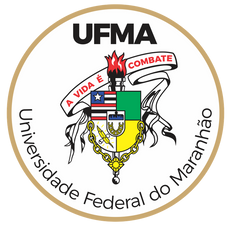 UFMA
A VIDA É COMBATE
Universidade Federal do Maranhão